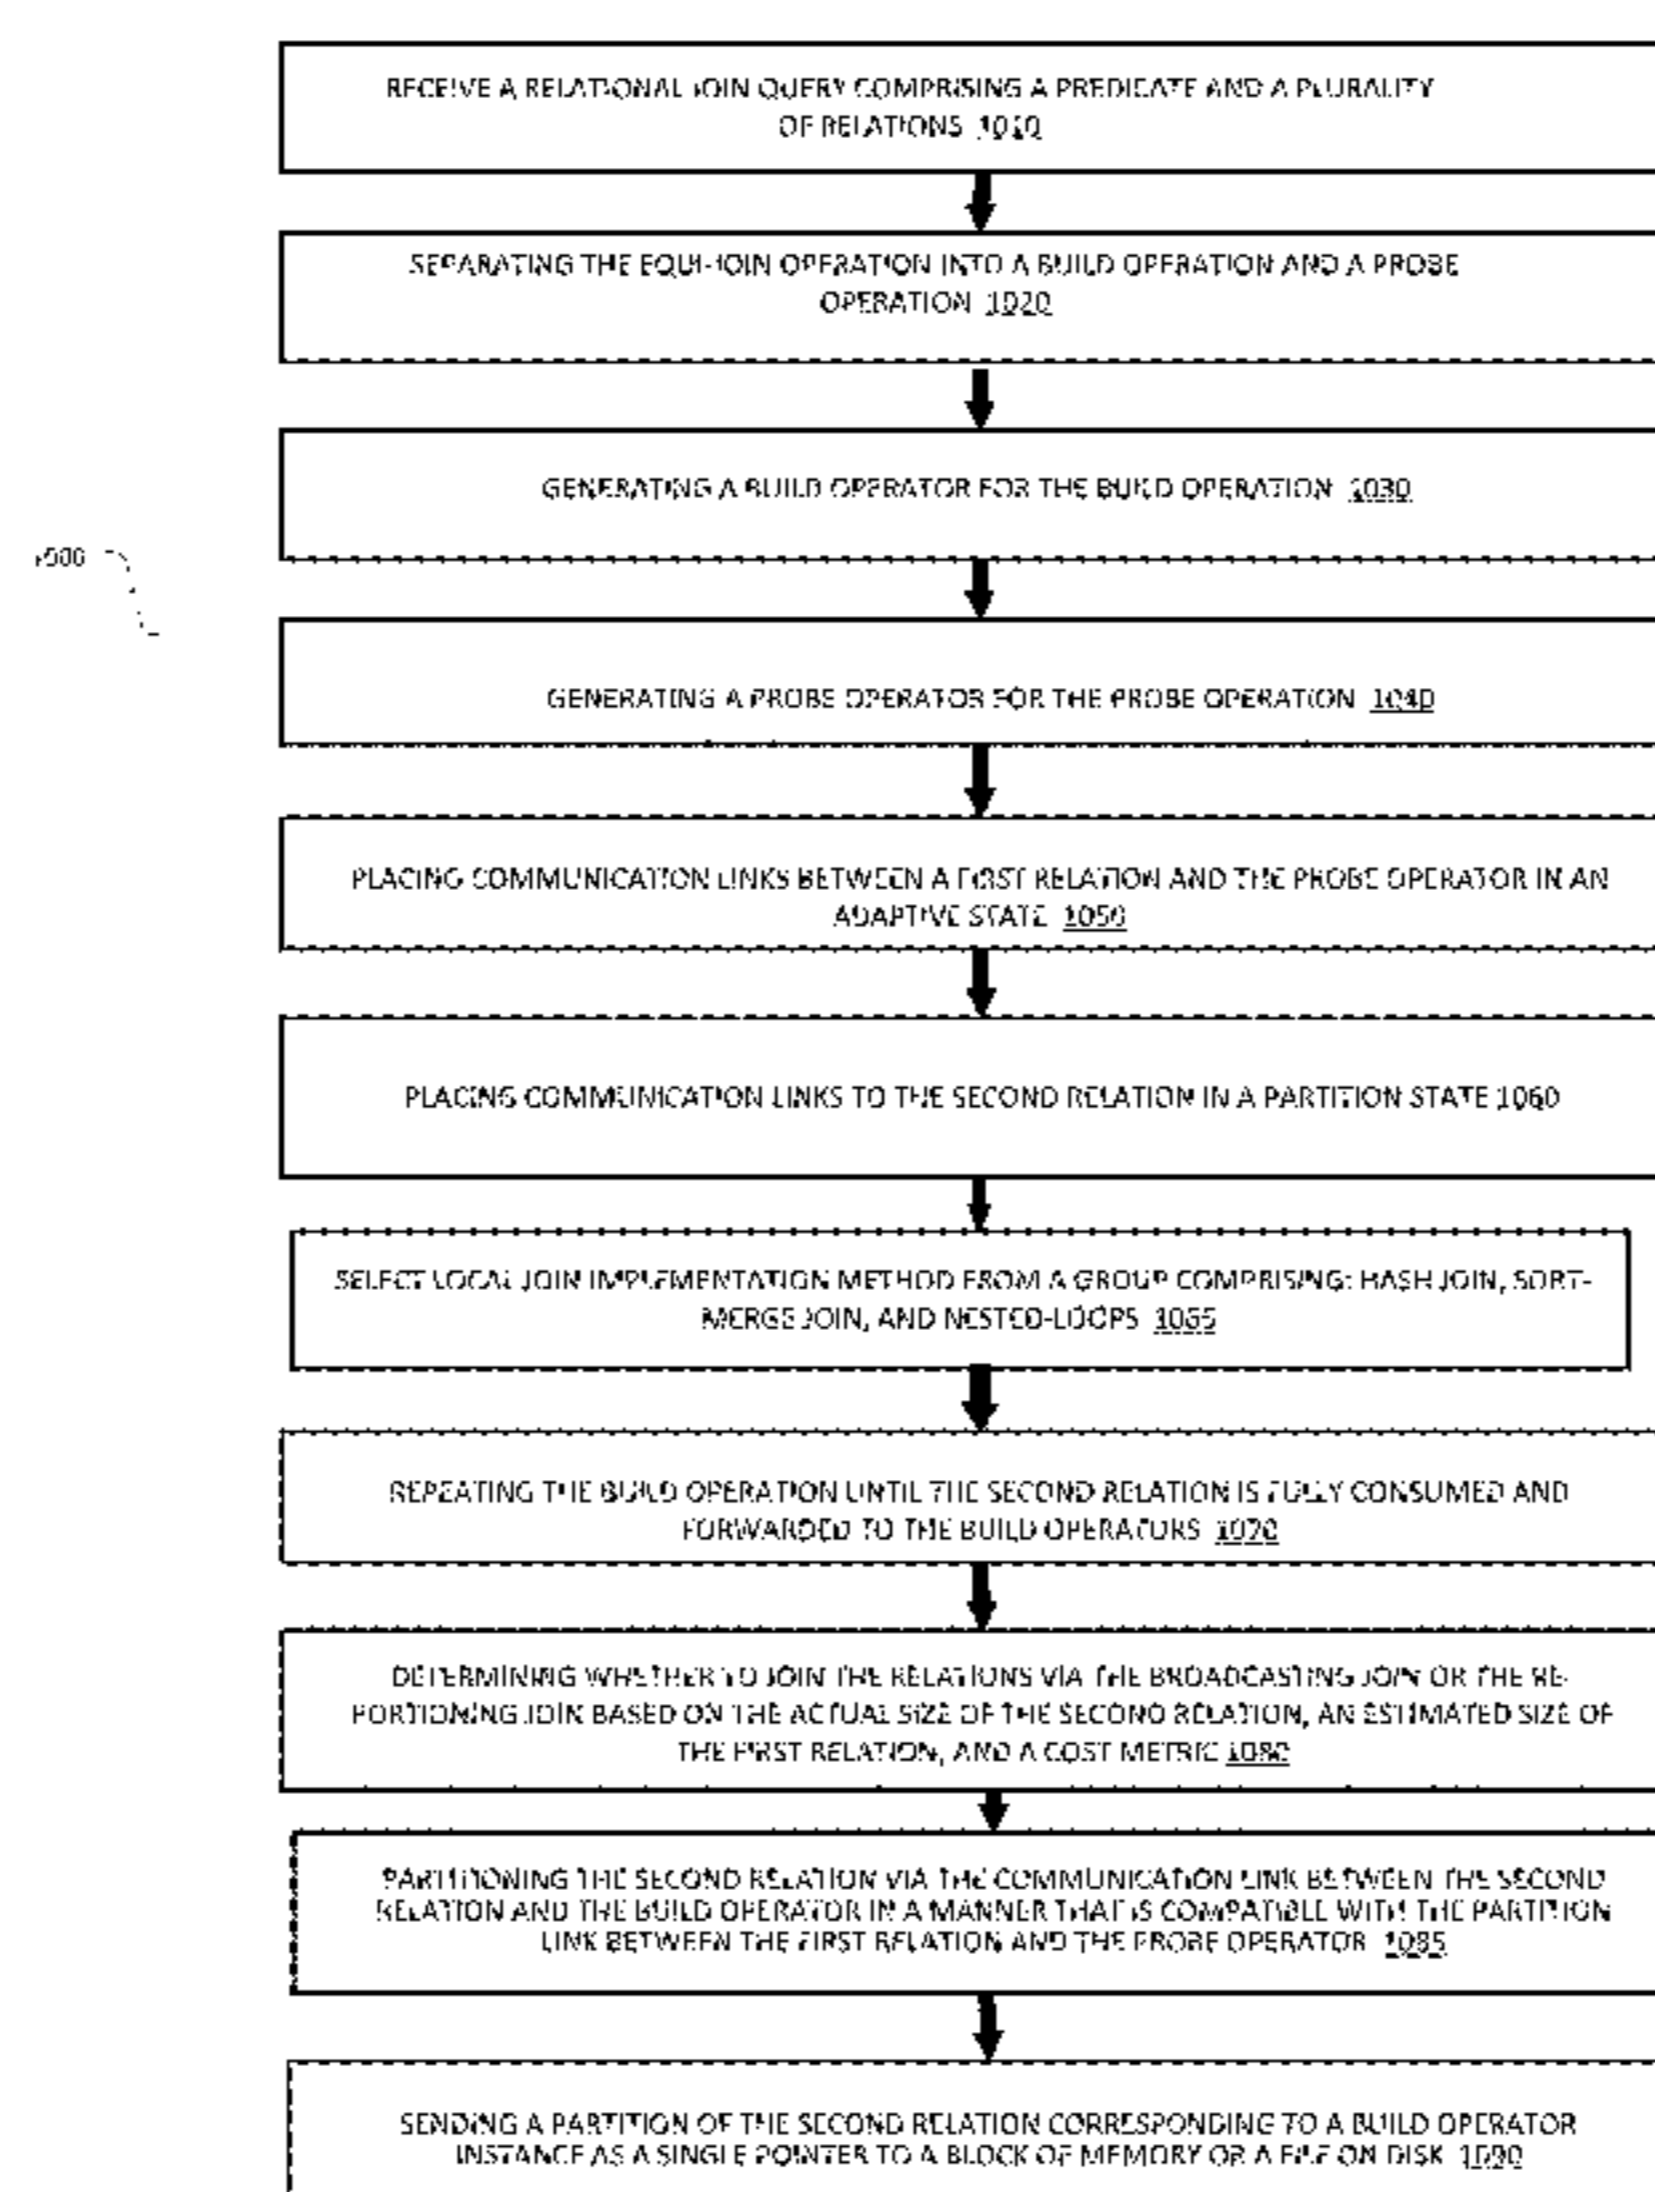 RECEIVE A RELATIONAL JOIN QUERY COMPRISING A PREDICATE AND A PLURALITY
OF RELATIONS 1010
SEPARATING THE EQUI-JOIN OPERATION INTO A BUILD OPERATION AND A PROBE
OPERATION 1020
GENERATING A BUILD OPERATOR FOR THE BUILD OPERATION 1030
GENERATING A PROBE OPERATOR FOR THE PROBE OPERATION 1040
PLACING COMMUNICATION LINKS BETWEEN A FIRST RELATION AND THE PROBE OPERATOR IN AN
ADAPTIVE STATE 1050
PLACING COMMUNICATION LINKS TO THE SECOND RELATION IN A PARTITION STATE 1060
SELECT LOCAL JOIN IMPLEMENTATION METHOD FROM A GROUP COMPRISING: HASH JOIN, SORT-
MERGE JOIN, AND NESTED-LOOPS 1065
REPEATING THE BUILD OPERATION UNTIL THE SECOND RELATION IS FULLY CONSUMED AND
FORWARDED TO THE BUILD OPERATORS 1070
DETERMINING WHETHER TO JOIN THE RELATIONS VIA THE BROADCASTING JOIN OR THE RE-
PORTIONING JOIN BASED ON THE ACTUAL SIZE OF THE SECOND RELATION, AN ESTIMATED SIZE OF
THE FIRST RELATION, AND A COST METRIC 1080
PARTITIONING THE SECOND RELATION VIA THE COMMUNICATION LINK BETWEEN THE SECOND
RELATION AND THE BUILD OPERATOR IN A MANNER THAT IS COMPATIBLE WITH THE PARTITION
LINK BETWEEN THE FIRST RELATION AND THE PROBE OPERATOR 1085
SENDING A PARTITION OF THE SECOND RELATION CORRESPONDING TO A BUILD OPERATOR
INSTANCE AS A SINGLE POINTER TO A BLOCK OF MEMORY OR A FILE ON DISK 1090